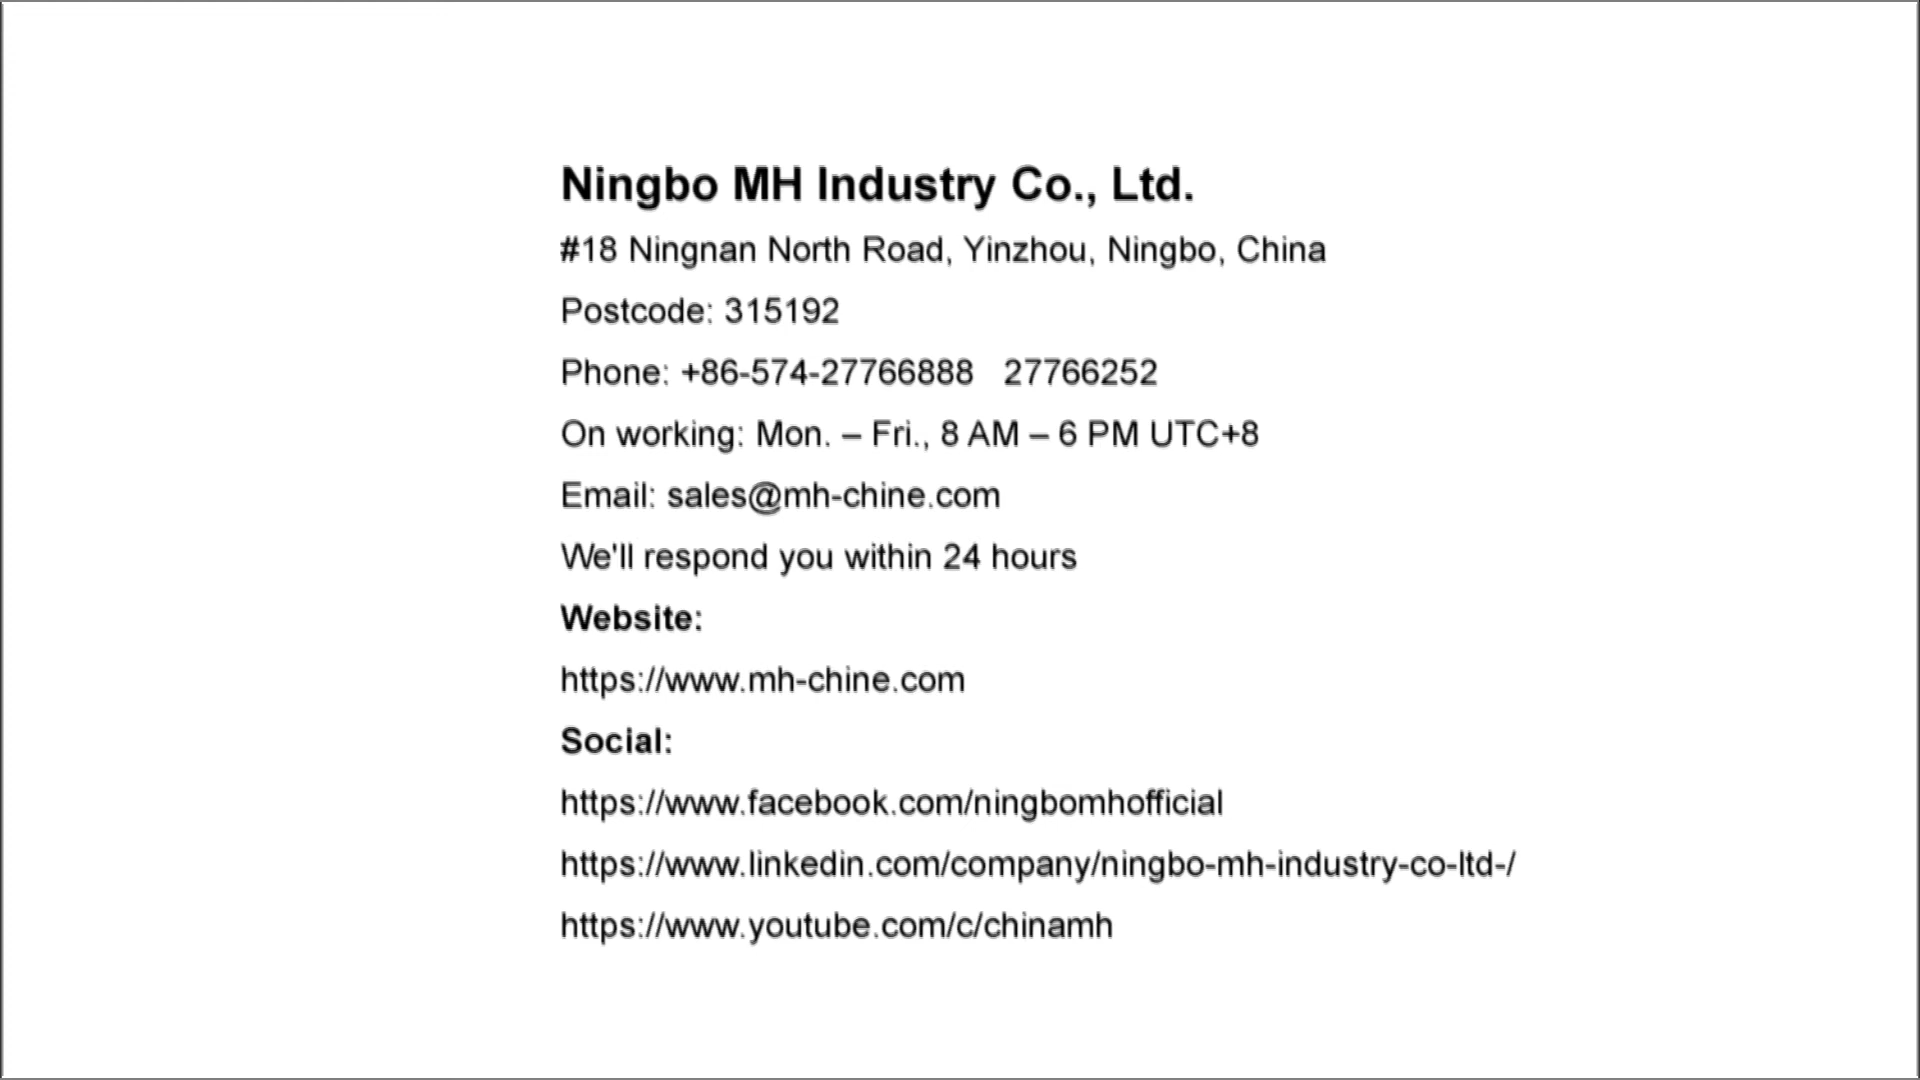 Ningbo MH Industry Co., Ltd.
#18 Ningnan North Road, Yinzhou, Ningbo, China
Postcode: 315192
Phone: +86-574-27766888   27766252
On working: Mon. – Fri., 8 AM – 6 PM UTC+8
Email: sales@mh-chine.com
We'll respond you within 24 hours
Website:
https://www.mh-chine.com
Social:
https://www.facebook.com/ningbomhofficial
https://www.linkedin.com/company/ningbo-mh-industry-co-ltd-/
https://www.youtube.com/c/chinamh